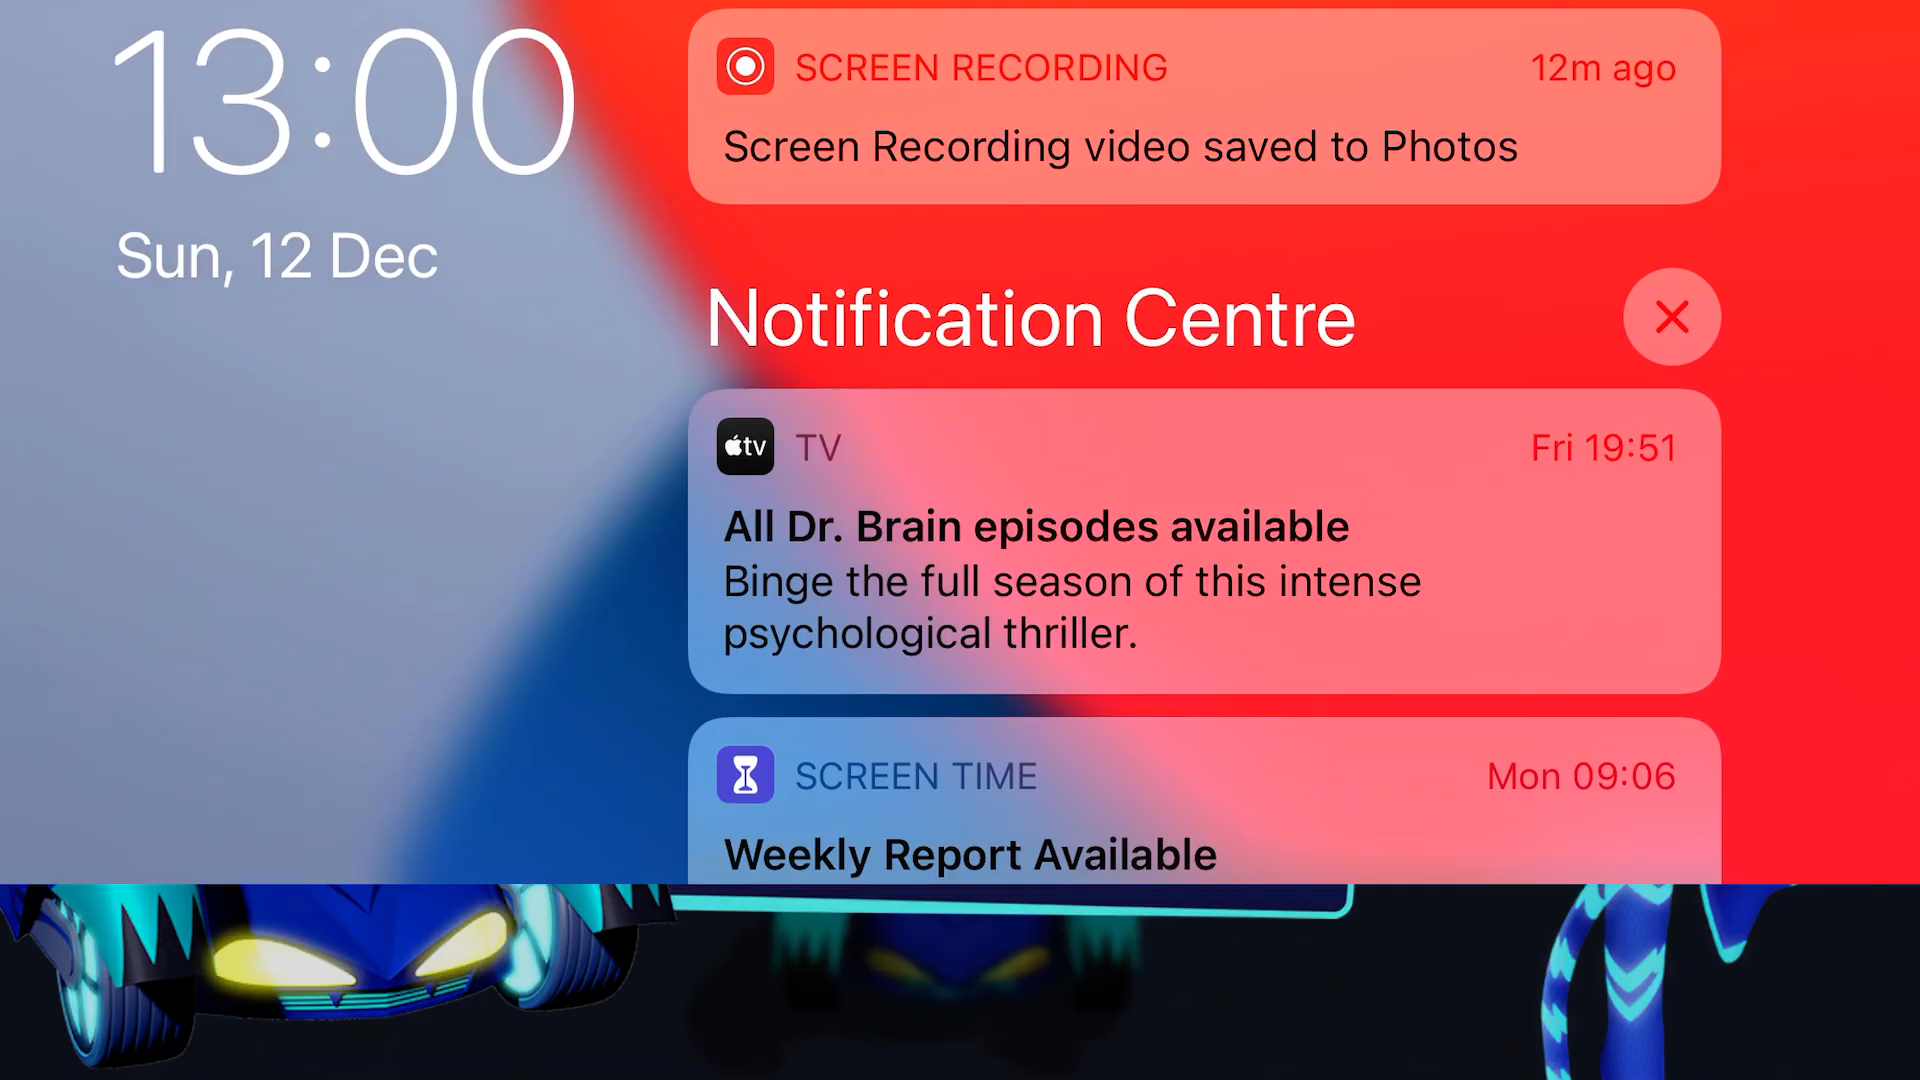 13:00
Sun, 12 Dec
SCREEN RECORDING
12m ago
Screen Recording video saved to Photos
Notification Centre
tv
TV
Fri 19:51
All Dr. Brain episodes available
Binge the full season of this intense
psychological thriller.
SCREEN TIME
Mon 09:06
Weekly Report Available